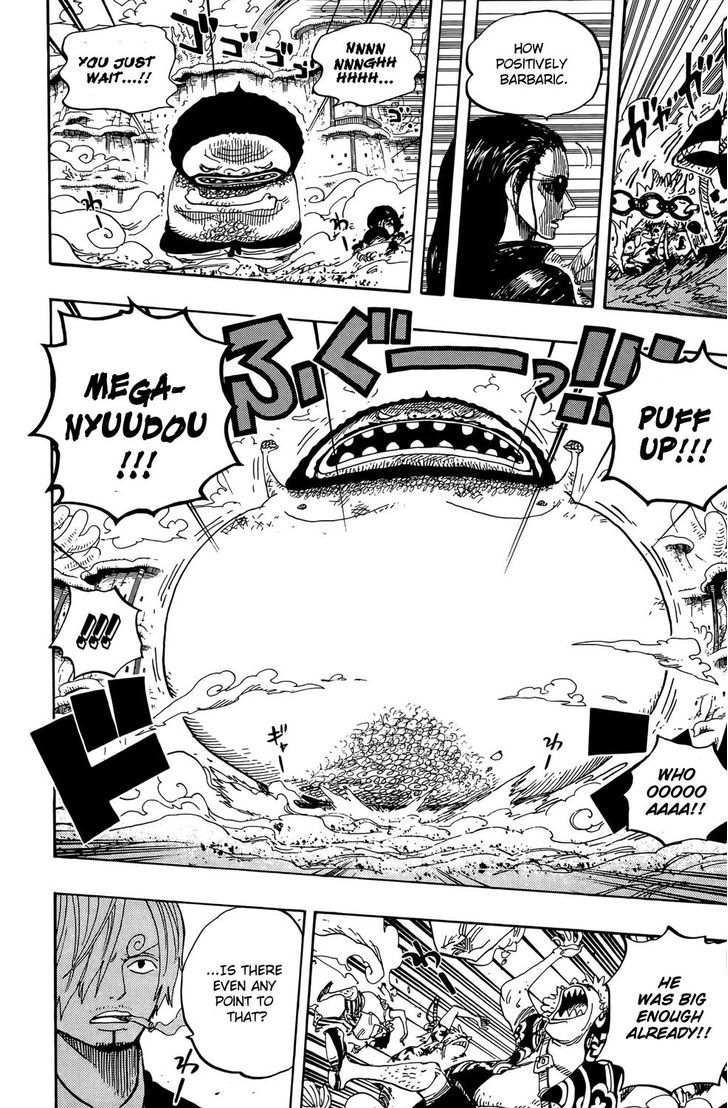 HOW
POSITIVELY
BARBARIC.
NNNN
NNNGHH
HHHH...
YOU JUST
WAIT...!!
ゴゴゴ
PUFF
UP!!!
ふぐーっ!!
MEGA-
NYUUDOU
!!!
!!!
ド
WHO
OOOOO
AAAA!!
HE
WAS BIG
ENOUGH
ALREADY!!
...IS THERE
EVEN ANY
POINT TO
THAT?